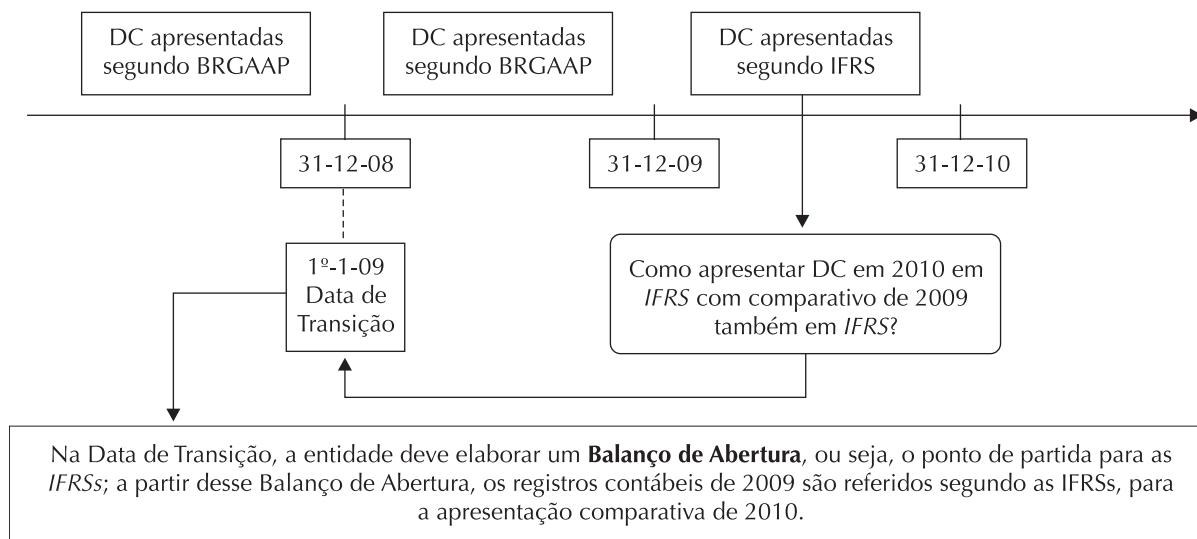 DC apresentadas
segundo BRGAAP
DC apresentadas
segundo BRGAAP
DC apresentadas
segundo IFRS
31-12-08
31-12-09
31-12-10
1º-1-09
Data de
Transição
Como apresentar DC em 2010 em
IFRS com comparativo de 2009
também em IFRS?
Na Data de Transição, a entidade deve elaborar um Balanço de Abertura, ou seja, o ponto de partida para as
IFRSs; a partir desse Balanço de Abertura, os registros contábeis de 2009 são referidos segundo as IFRSs, para
a apresentação comparativa de 2010.